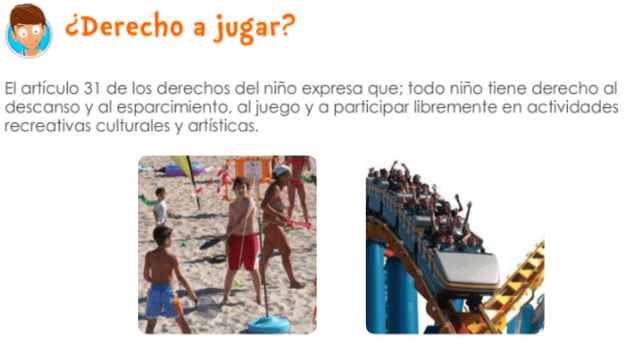 ¿Derecho a jugar?
El artículo 31 de los derechos del niño expresa que; todo niño tiene derecho al
descanso y al esparcimiento, al juego y a participar libremente en actividades
recreativas culturales y artísticas.